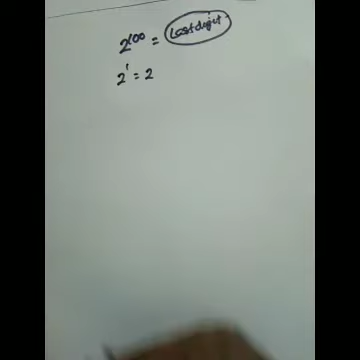 2¹⁰⁰ = Last digit
2¹ = 2